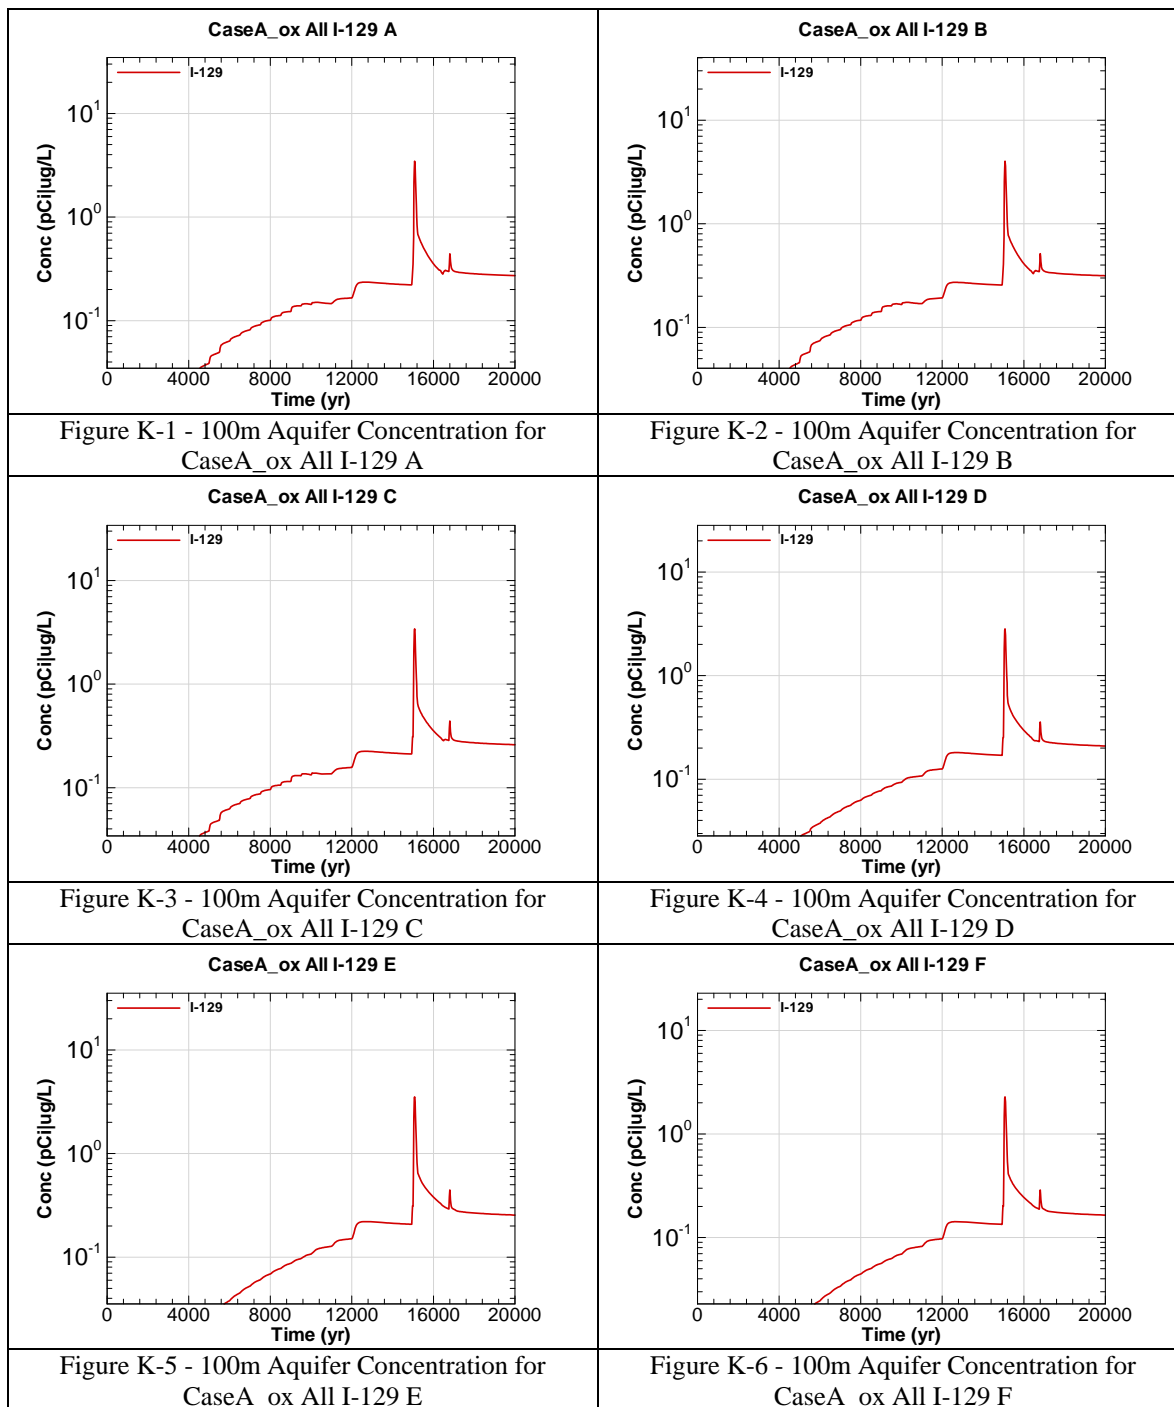 CaseA_ox All I-129 A
I-129
Conc (pCi|ug/L)
10^1
10^0
10^-1
0 4000 8000 12000 16000 20000
Time (yr)
Figure K-1 - 100m Aquifer Concentration for
CaseA_ox All I-129 A
CaseA_ox All I-129 B
I-129
Conc (pCi|ug/L)
10^1
10^0
10^-1
0 4000 8000 12000 16000 20000
Time (yr)
Figure K-2 - 100m Aquifer Concentration for
CaseA_ox All I-129 B
CaseA_ox All I-129 C
I-129
Conc (pCi|ug/L)
10^1
10^0
10^-1
0 4000 8000 12000 16000 20000
Time (yr)
Figure K-3 - 100m Aquifer Concentration for
CaseA_ox All I-129 C
CaseA_ox All I-129 D
I-129
Conc (pCi|ug/L)
10^1
10^0
10^-1
0 4000 8000 12000 16000 20000
Time (yr)
Figure K-4 - 100m Aquifer Concentration for
CaseA_ox All I-129 D
CaseA_ox All I-129 E
I-129
Conc (pCi|ug/L)
10^1
10^0
10^-1
0 4000 8000 12000 16000 20000
Time (yr)
Figure K-5 - 100m Aquifer Concentration for
CaseA_ox All I-129 E
CaseA_ox All I-129 F
I-129
Conc (pCi|ug/L)
10^1
10^0
10^-1
0 4000 8000 12000 16000 20000
Time (yr)
Figure K-6 - 100m Aquifer Concentration for
CaseA_ox All I-129 F